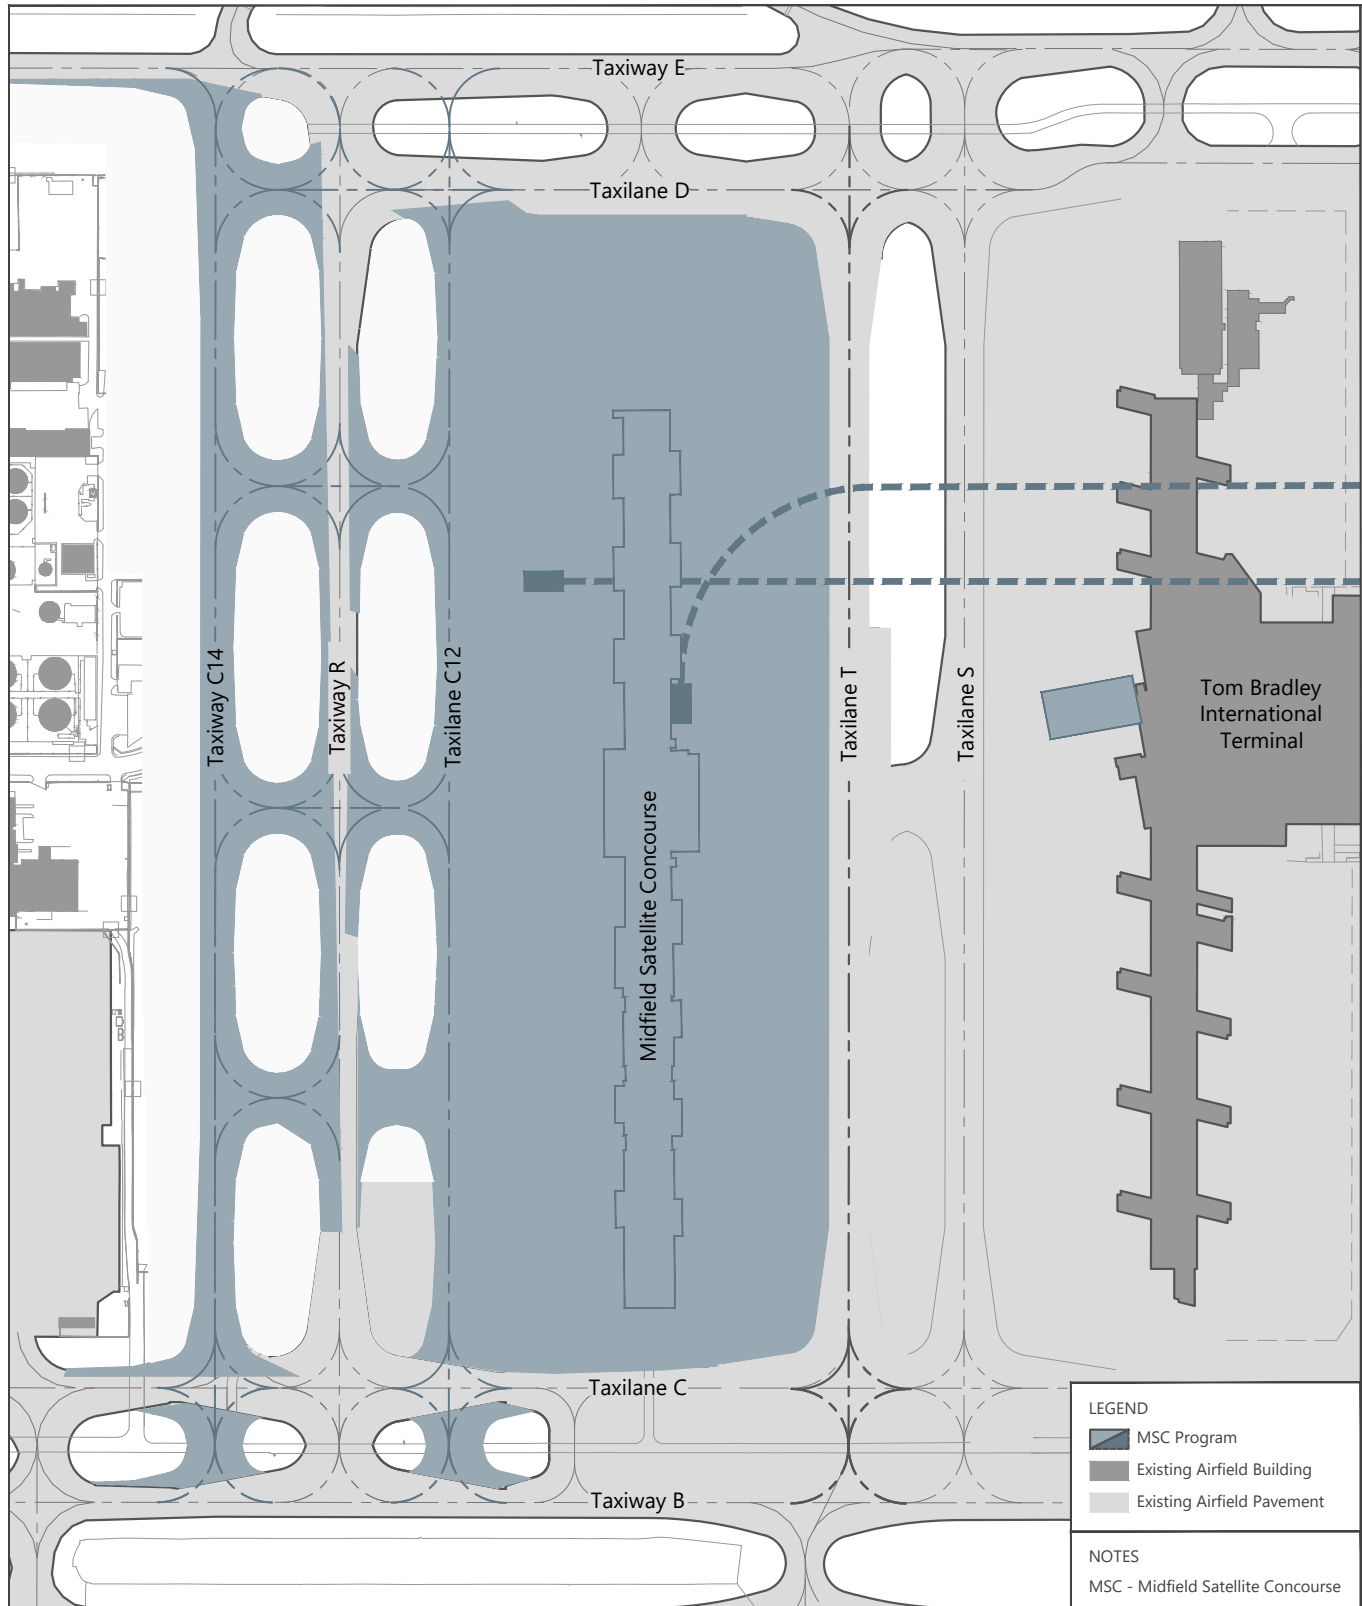 Taxiway E
Taxilane D
Taxiway C14
Taxiway R
Taxilane C12
Midfield Satellite Concourse
Taxilane T
Taxilane S
Tom Bradley
International
Terminal
Taxilane C
Taxiway B
LEGEND
MSC Program
Existing Airfield Building
Existing Airfield Pavement
NOTES
MSC - Midfield Satellite Concourse